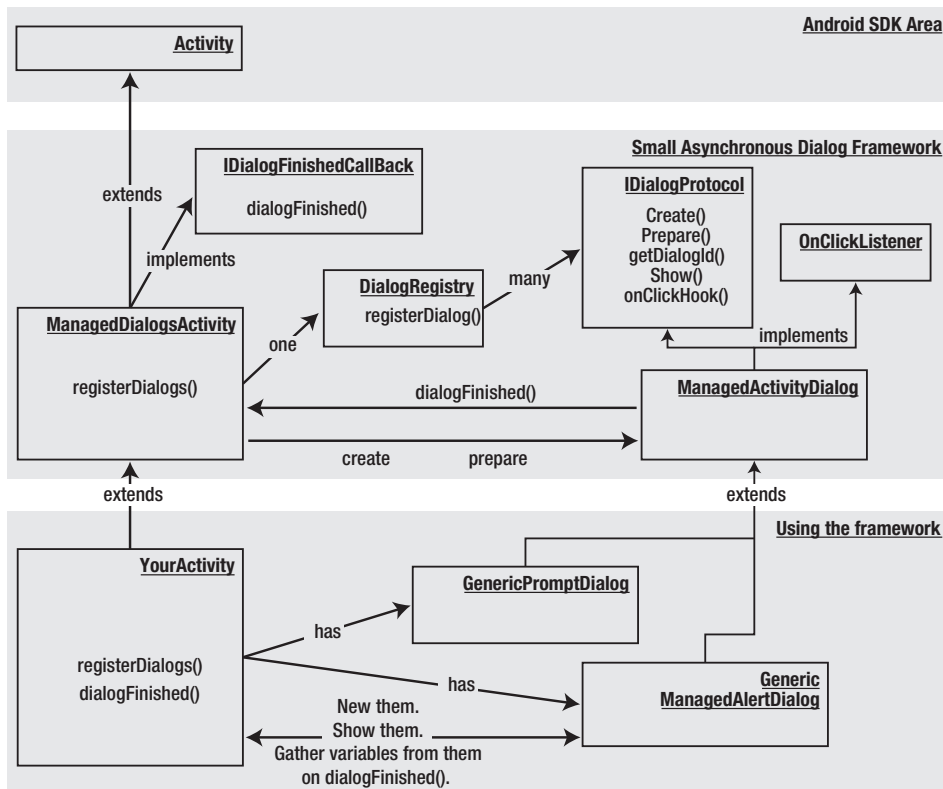 Android SDK Area
Activity
Small Asynchronous Dialog Framework
extends
IDialogFinishedCallBack
dialogFinished()
implements
IDialogProtocol
Create()
Prepare()
getDialogId()
Show()
onClickHook()
OnClickListener
DialogRegistry
registerDialog()
many
one
ManagedDialogsActivity
registerDialogs()
implements
ManagedActivityDialog
dialogFinished()
create prepare
extends
extends
Using the framework
YourActivity
registerDialogs()
dialogFinished()
GenericPromptDialog
has
has
Generic
ManagedAlertDialog
New them.
Show them.
Gather variables from them
on dialogFinished().